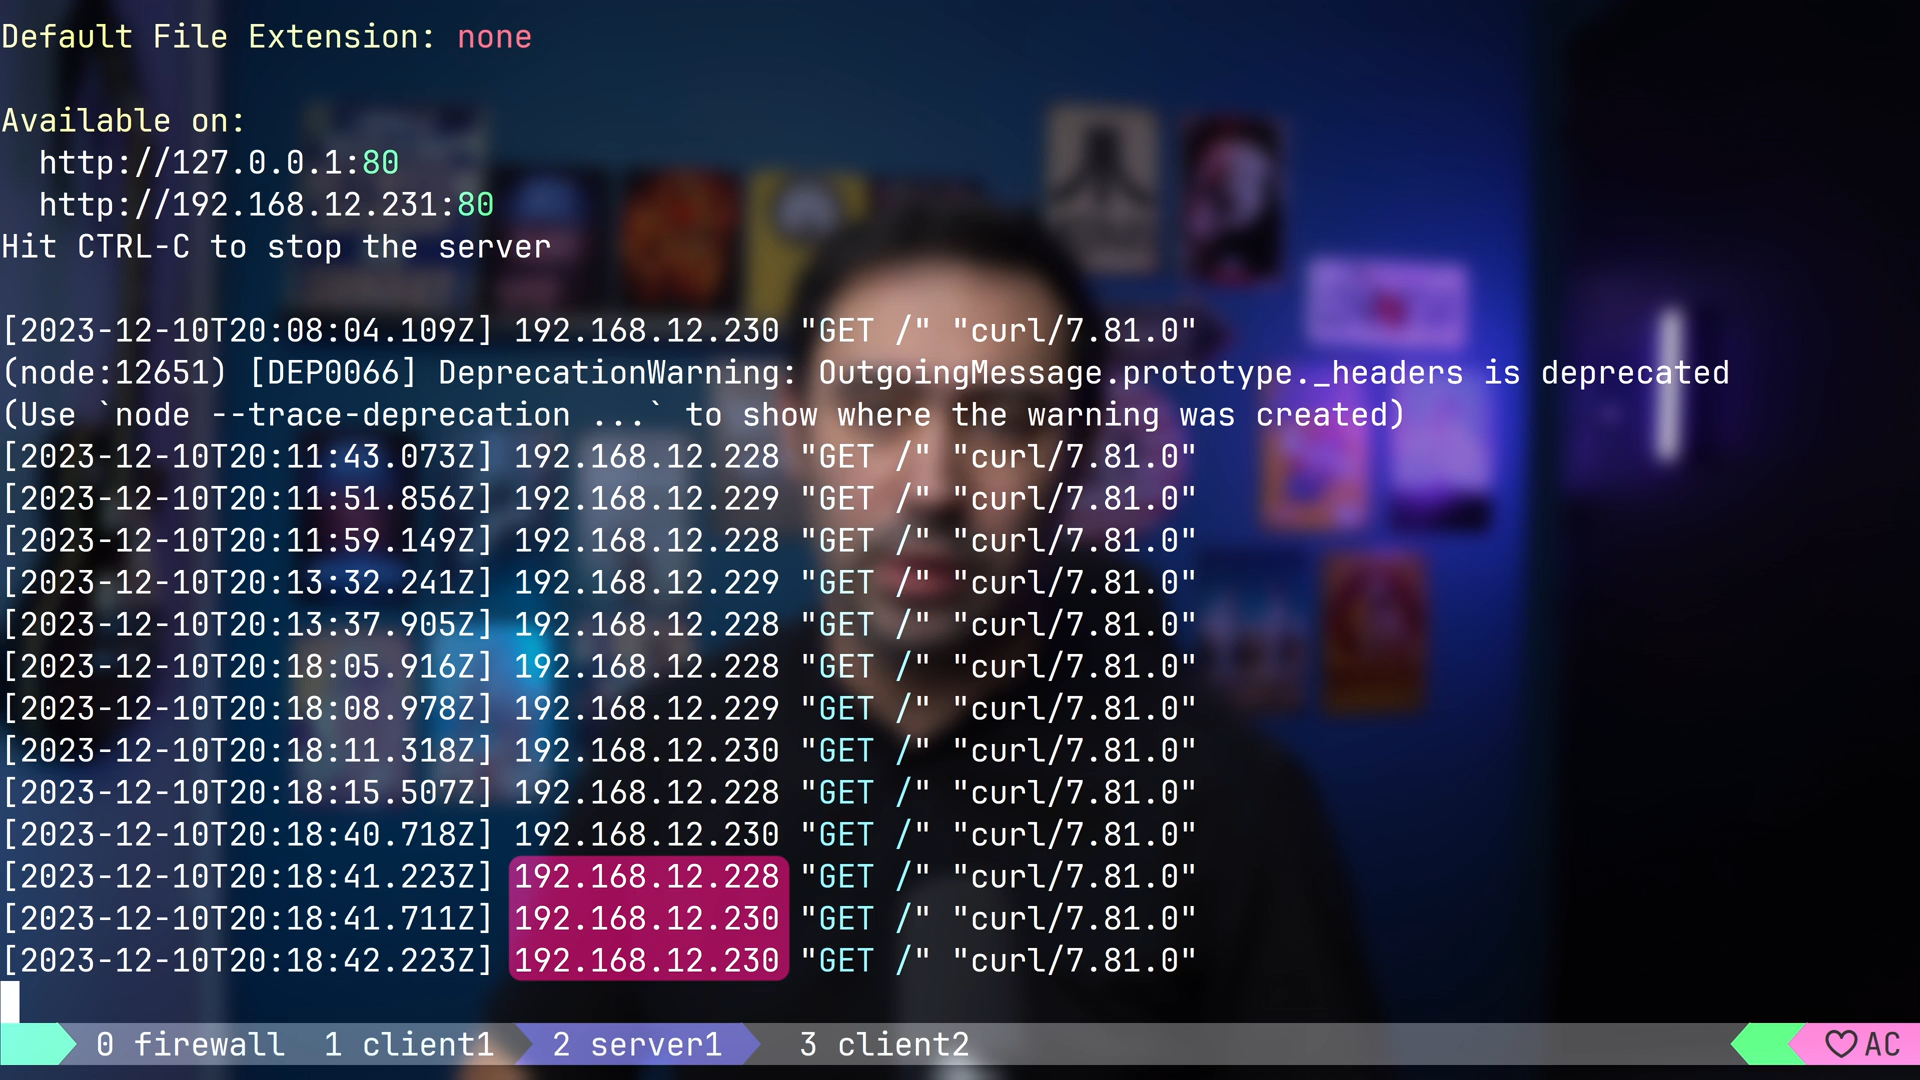 Default File Extension: none
Available on:
http://127.0.0.1:80
http://192.168.12.231:80
Hit CTRL-C to stop the server
[2023-12-10T20:08:04.109Z] 192.168.12.230 "GET /" "curl/7.81.0"
(node:12651) [DEP0066] DeprecationWarning: OutgoingMessage.prototype._headers is deprecated
(Use `node --trace-deprecation ...` to show where the warning was created)
[2023-12-10T20:11:43.073Z] 192.168.12.228 "GET /" "curl/7.81.0"
[2023-12-10T20:11:51.856Z] 192.168.12.229 "GET /" "curl/7.81.0"
[2023-12-10T20:11:59.149Z] 192.168.12.228 "GET /" "curl/7.81.0"
[2023-12-10T20:13:32.241Z] 192.168.12.229 "GET /" "curl/7.81.0"
[2023-12-10T20:13:37.905Z] 192.168.12.228 "GET /" "curl/7.81.0"
[2023-12-10T20:18:05.916Z] 192.168.12.228 "GET /" "curl/7.81.0"
[2023-12-10T20:18:08.978Z] 192.168.12.229 "GET /" "curl/7.81.0"
[2023-12-10T20:18:11.318Z] 192.168.12.230 "GET /" "curl/7.81.0"
[2023-12-10T20:18:15.507Z] 192.168.12.228 "GET /" "curl/7.81.0"
[2023-12-10T20:18:40.718Z] 192.168.12.230 "GET /" "curl/7.81.0"
[2023-12-10T20:18:41.223Z] 192.168.12.228 "GET /" "curl/7.81.0"
[2023-12-10T20:18:41.711Z] 192.168.12.230 "GET /" "curl/7.81.0"
[2023-12-10T20:18:42.223Z] 192.168.12.230 "GET /" "curl/7.81.0"
0 firewall 1 client1 2 server1 3 client2 ♡ AC